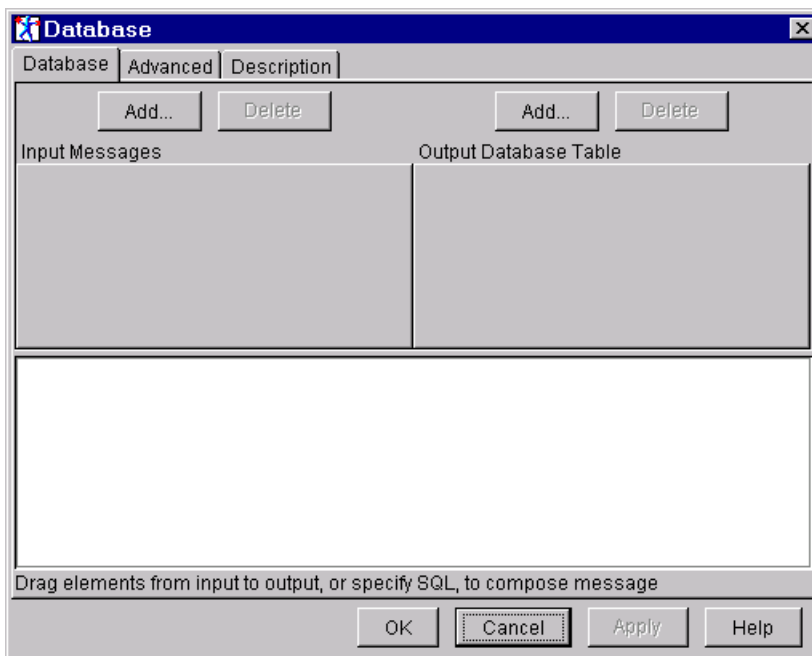 Database
Database Advanced Description
Add... Delete Add... Delete
Input Messages Output Database Table
Drag elements from input to output, or specify SQL, to compose message
OK Cancel Apply Help